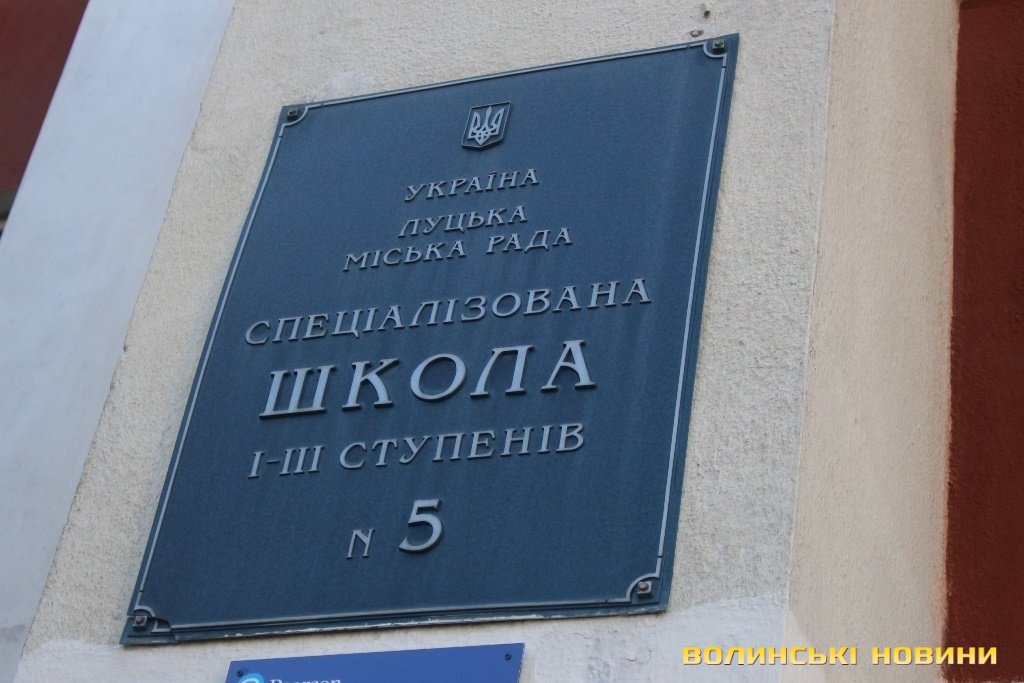 УКРАЇНА
ЛУЦЬКА
МІСЬКА РАДА
СПЕЦІАЛІЗОВАНА
ШКОЛА
І-ІІІ СТУПЕНІВ
N 5
ВОЛИНСЬКІ НОВИНИ